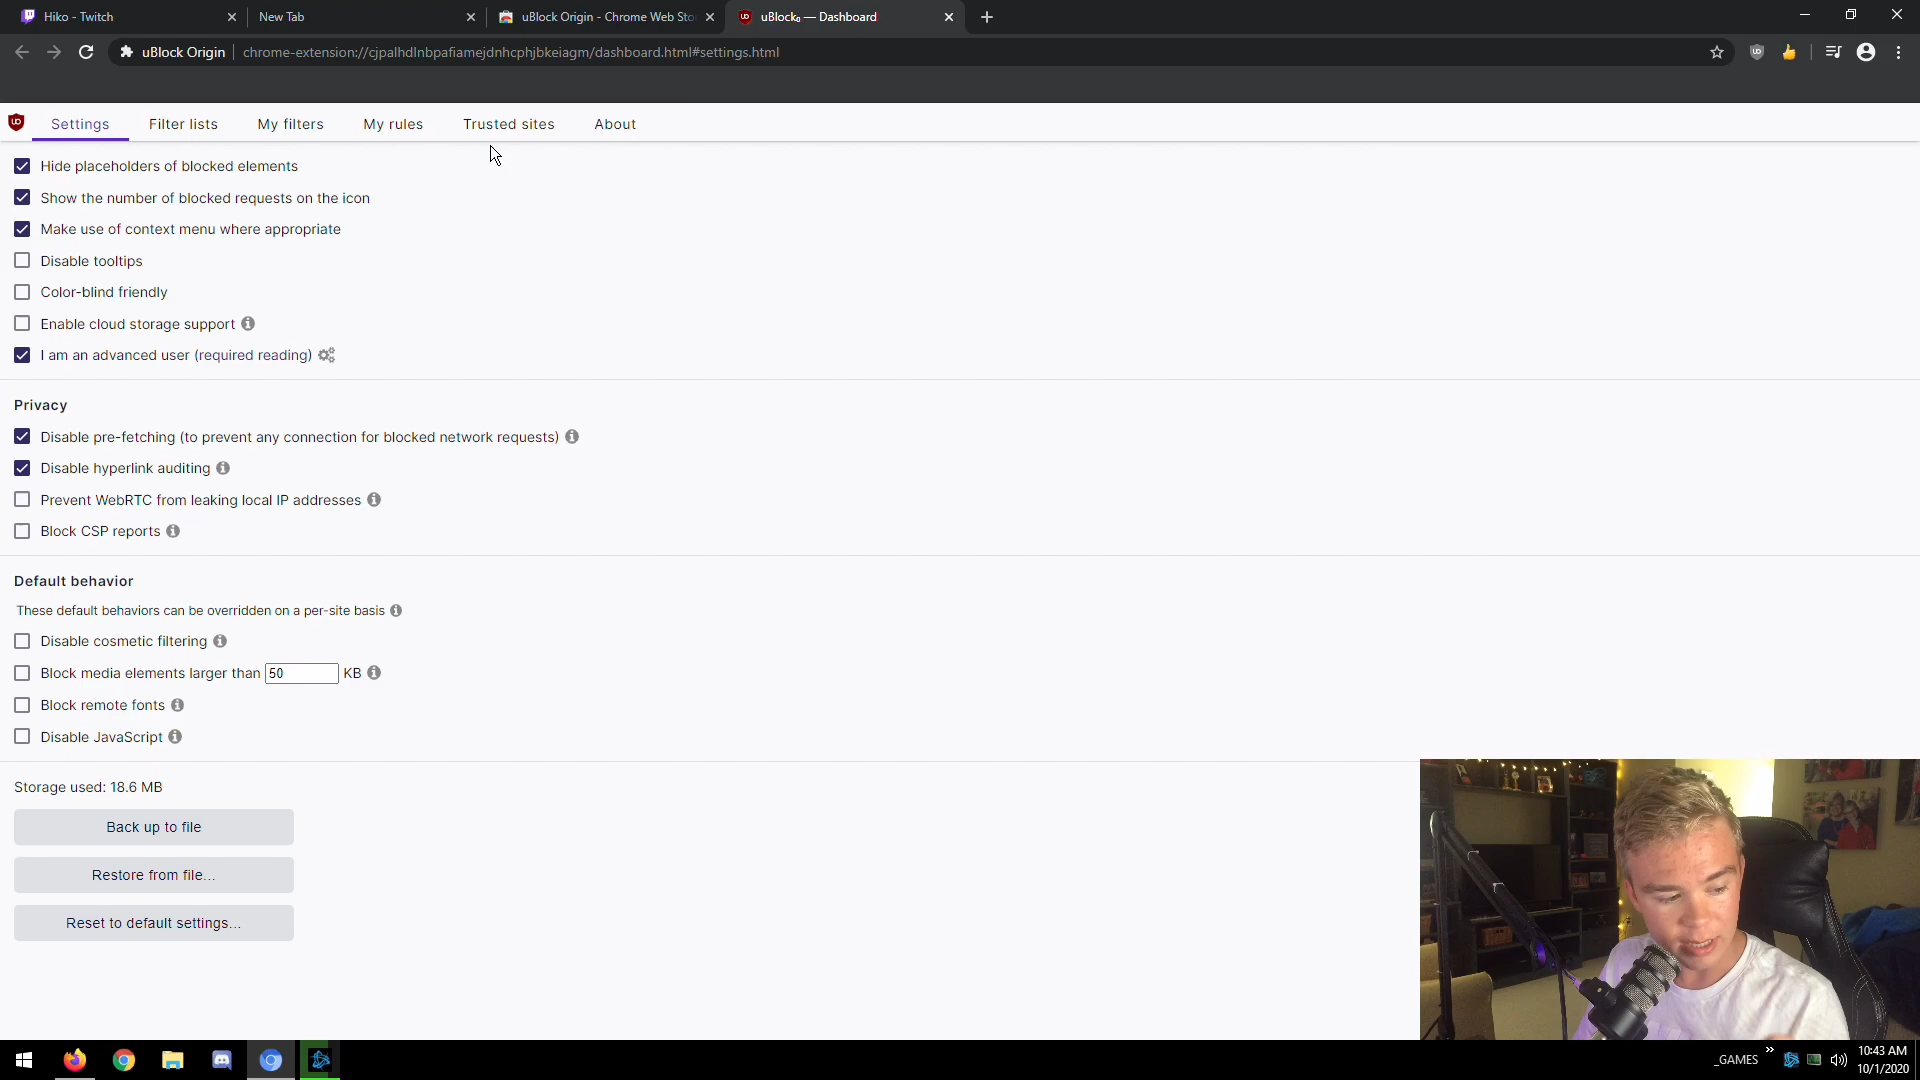 Hiko - Twitch
New Tab
uBlock Origin - Chrome Web Sto
uBlock₀ — Dashboard
uBlock Origin
chrome-extension://cjpalhdlnbpafiamejdnhcphjbkeiagm/dashboard.html#settings.html
Settings
Filter lists
My filters
My rules
Trusted sites
About
Hide placeholders of blocked elements
Show the number of blocked requests on the icon
Make use of context menu where appropriate
Disable tooltips
Color-blind friendly
Enable cloud storage support
I am an advanced user (required reading)
Privacy
Disable pre-fetching (to prevent any connection for blocked network requests)
Disable hyperlink auditing
Prevent WebRTC from leaking local IP addresses
Block CSP reports
Default behavior
These default behaviors can be overridden on a per-site basis
Disable cosmetic filtering
Block media elements larger than 50 KB
Block remote fonts
Disable JavaScript
Storage used: 18.6 MB
Back up to file
Restore from file...
Reset to default settings...
_GAMES
10:43 AM
10/1/2020